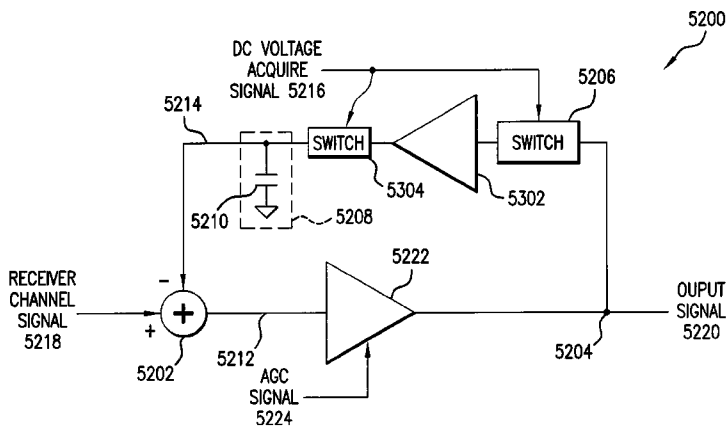 5200
DC VOLTAGE
ACQUIRE
SIGNAL 5216
5206
5214
SWITCH
SWITCH
5304
5302
5210
5208
5222
RECEIVER
CHANNEL
SIGNAL
5218
-
+
+
5202
5212
AGC
SIGNAL
5224
5204
OUPUT
SIGNAL
5220